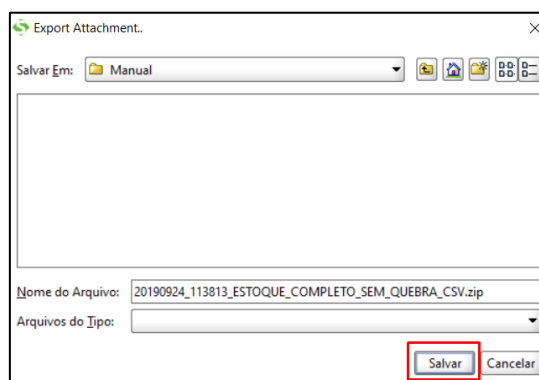 Export Attachment..
Salvar Em: Manual
Nome do Arquivo: 20190924_113813_ESTOQUE_COMPLETO_SEM_QUEBRA_CSV.zip
Arquivos do Tipo:
Salvar Cancelar